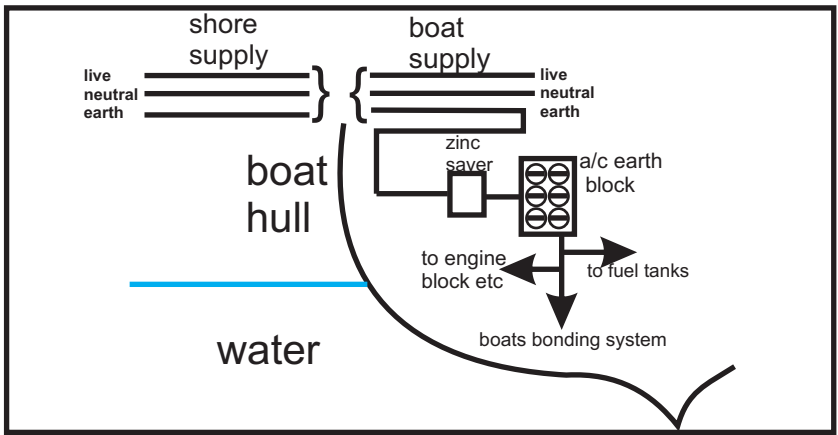 shore
supply
boat
supply
live
neutral
earth
live
neutral
earth
boat
hull
zinc
saver
a/c earth
block
to engine
block etc
to fuel tanks
boats bonding system
water